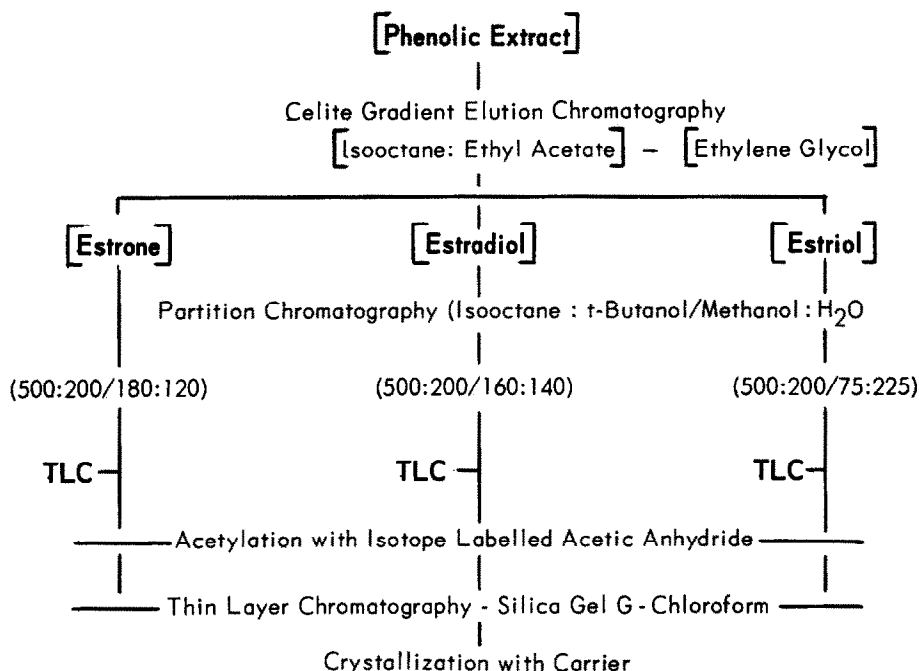 [Phenolic Extract]
Celite Gradient Elution Chromatography
[Isooctane: Ethyl Acetate] – [Ethylene Glycol]
[Estrone] [Estradiol] [Estriol]
Partition Chromatography (Isooctane : t-Butanol/Methanol : H₂O
(500:200/180:120) (500:200/160:140) (500:200/75:225)
TLC TLC TLC
Acetylation with Isotope Labelled Acetic Anhydride
Thin Layer Chromatography - Silica Gel G - Chloroform
Crystallization with Carrier